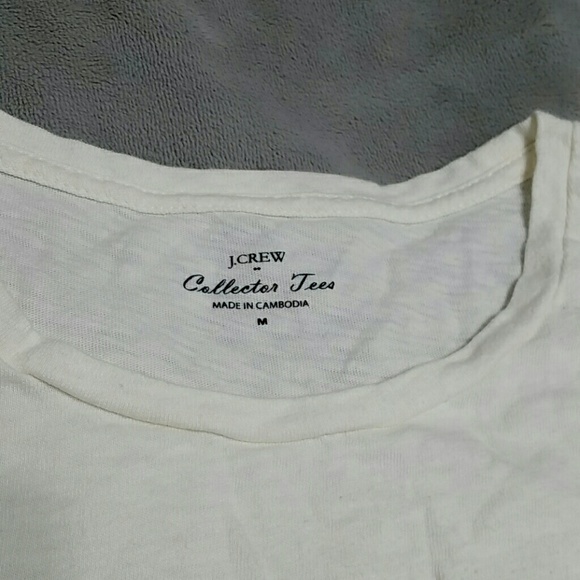 J.CREW
Collector Tees
MADE IN CAMBODIA
M